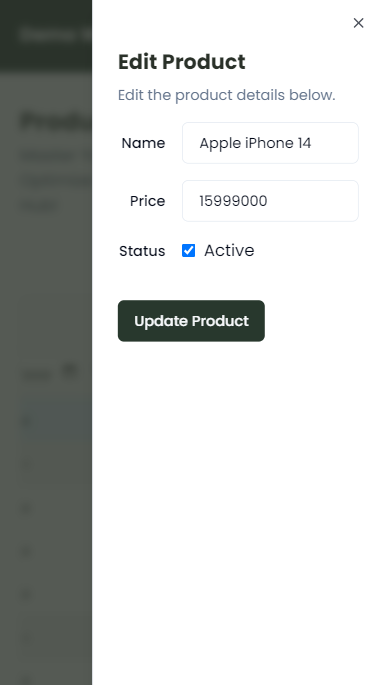 Edit Product
Edit the product details below.
Name
Apple iPhone 14
Price
15999000
Status
Active
Update Product